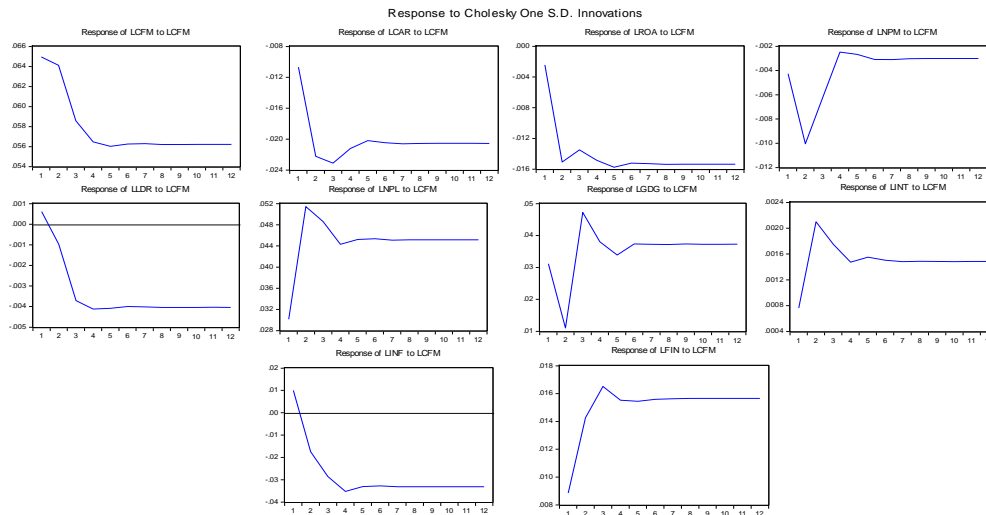 Response to Cholesky One S.D. Innovations
Response of LCFM to LCFM
.066
.064
.062
.060
.058
.056
.054
1 2 3 4 5 6 7 8 9 10 11 12
Response of LCAR to LCFM
-.008
-.012
-.016
-.020
-.024
1 2 3 4 5 6 7 8 9 10 11 12
Response of LROA to LCFM
.000
-.004
-.008
-.012
-.016
1 2 3 4 5 6 7 8 9 10 11 12
Response of LNPM to LCFM
-.002
-.004
-.006
-.008
-.010
-.012
1 2 3 4 5 6 7 8 9 10 11 12
Response of LLDR to LCFM
.001
.000
-.001
-.002
-.003
-.004
-.005
1 2 3 4 5 6 7 8 9 10 11 12
Response of LNPL to LCFM
.052
.048
.044
.040
.036
.032
.028
1 2 3 4 5 6 7 8 9 10 11 12
Response of LGDG to LCFM
.05
.04
.03
.02
.01
1 2 3 4 5 6 7 8 9 10 11 12
Response of LINT to LCFM
.0024
.0020
.0016
.0012
.0008
.0004
1 2 3 4 5 6 7 8 9 10 11 12
Response of LINF to LCFM
.02
.01
.00
-.01
-.02
-.03
-.04
1 2 3 4 5 6 7 8 9 10 11 12
Response of LFIN to LCFM
.018
.016
.014
.012
.010
.008
1 2 3 4 5 6 7 8 9 10 11 12